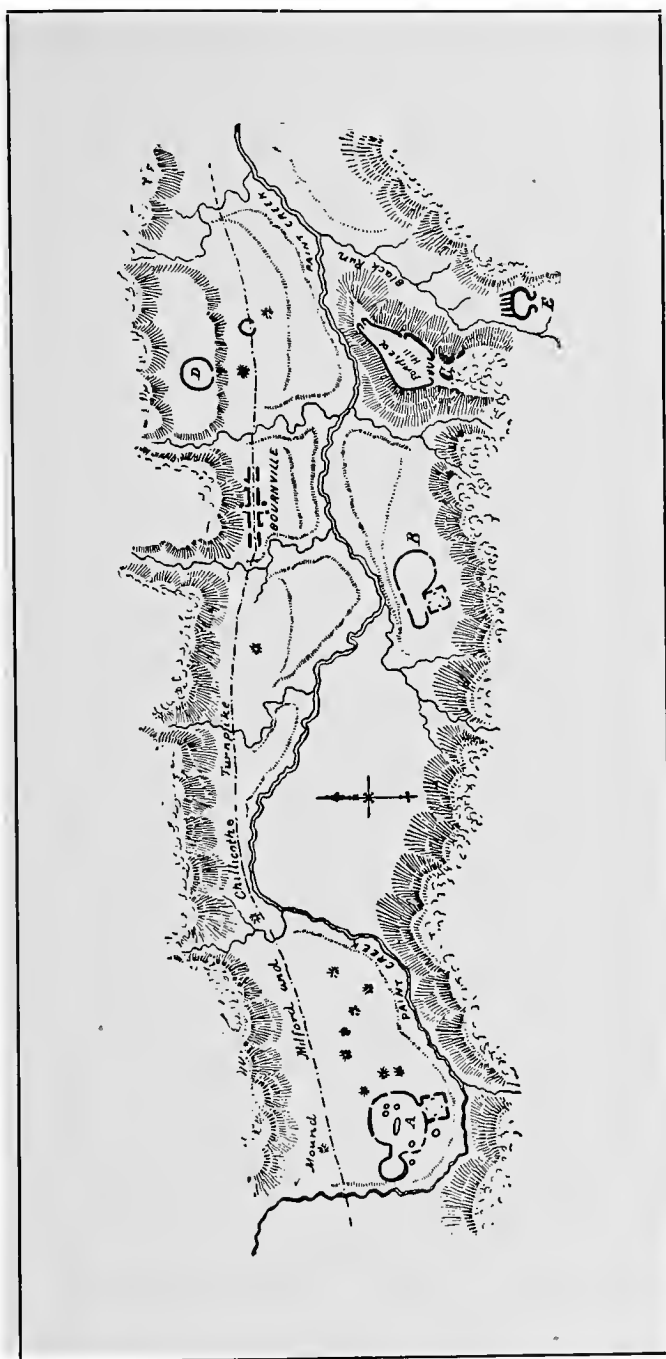 D
PAINT CREEK
BOURNVILLE
Black Run
Hill
C
E
B
Milford and Chillicothe Turnpike
Mound
PAINT CREEK
A